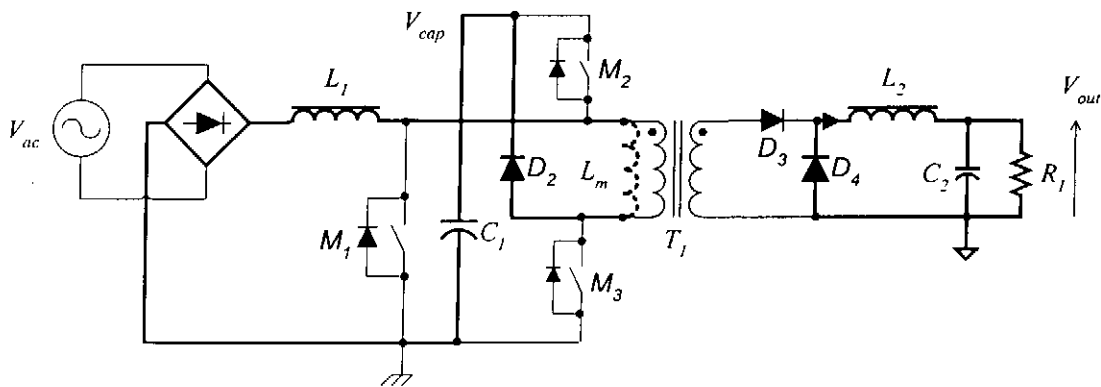 V_cap
M_2
L_1
L_2
V_out
V_ac
D_3
D_2
L_m
D_4
C_2
R_1
M_1
C_1
T_1
M_3